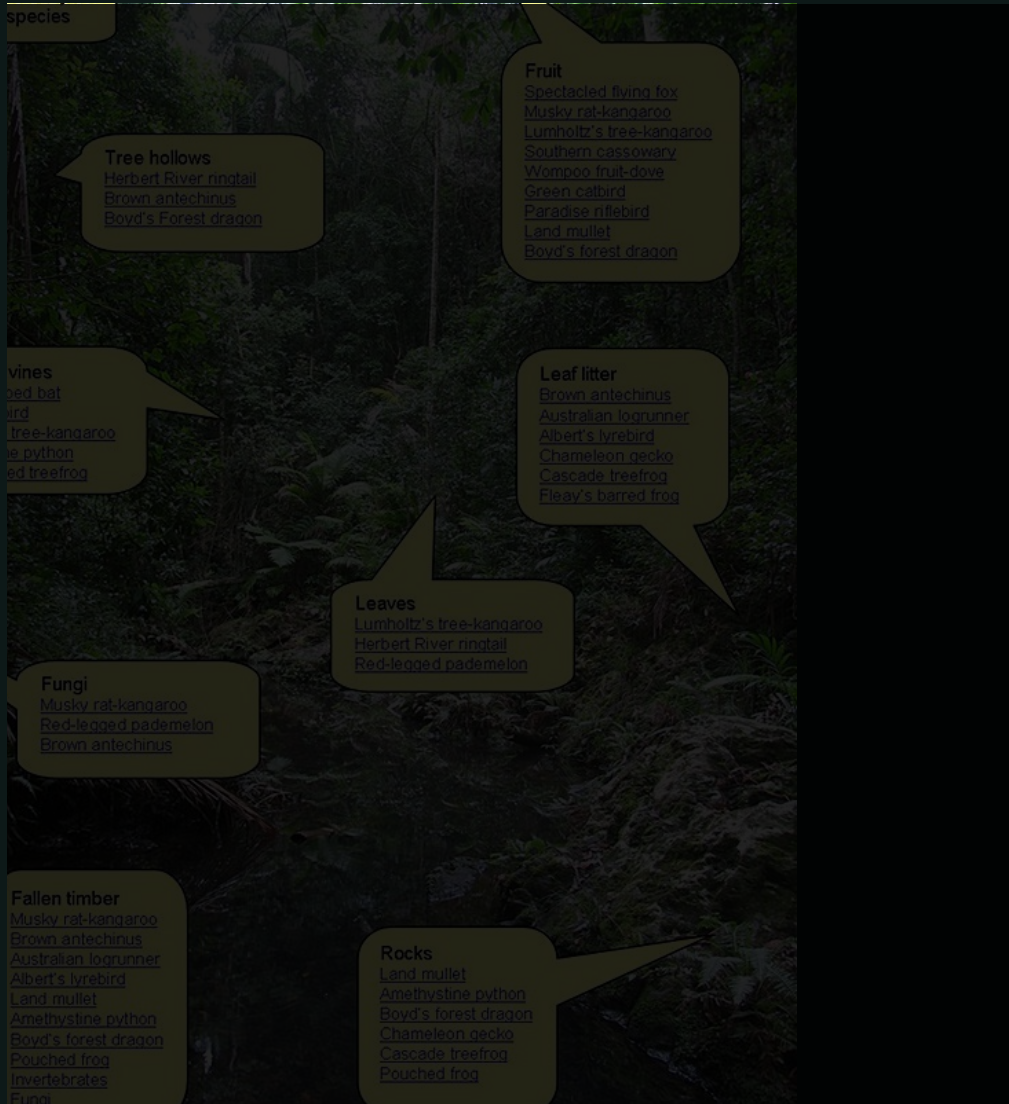 species
Fruit
Spectacled flying fox
Musky rat-kangaroo
Lumholtz's tree-kangaroo
Southern cassowary
Wompoo fruit-dove
Green catbird
Paradise riflebird
Land mullet
Boyd's forest dragon
Tree hollows
Herbert River ringtail
Brown antechinus
Boyd's Forest dragon
vines
bat
tree-kangaroo
python
treefrog
Leaf litter
Brown antechinus
Australian logrunner
Albert's lyrebird
Chameleon gecko
Cascade treefrog
Fleay's barred frog
Leaves
Lumholtz's tree-kangaroo
Herbert River ringtail
Red-legged pademelon
Fungi
Musky rat-kangaroo
Red-legged pademelon
Brown antechinus
Fallen timber
Musky rat-kangaroo
Brown antechinus
Australian logrunner
Albert's lyrebird
Land mullet
Amethystine python
Boyd's forest dragon
Pouched frog
Invertebrates
Fungi
Rocks
Land mullet
Amethystine python
Boyd's forest dragon
Chameleon gecko
Cascade treefrog
Pouched frog